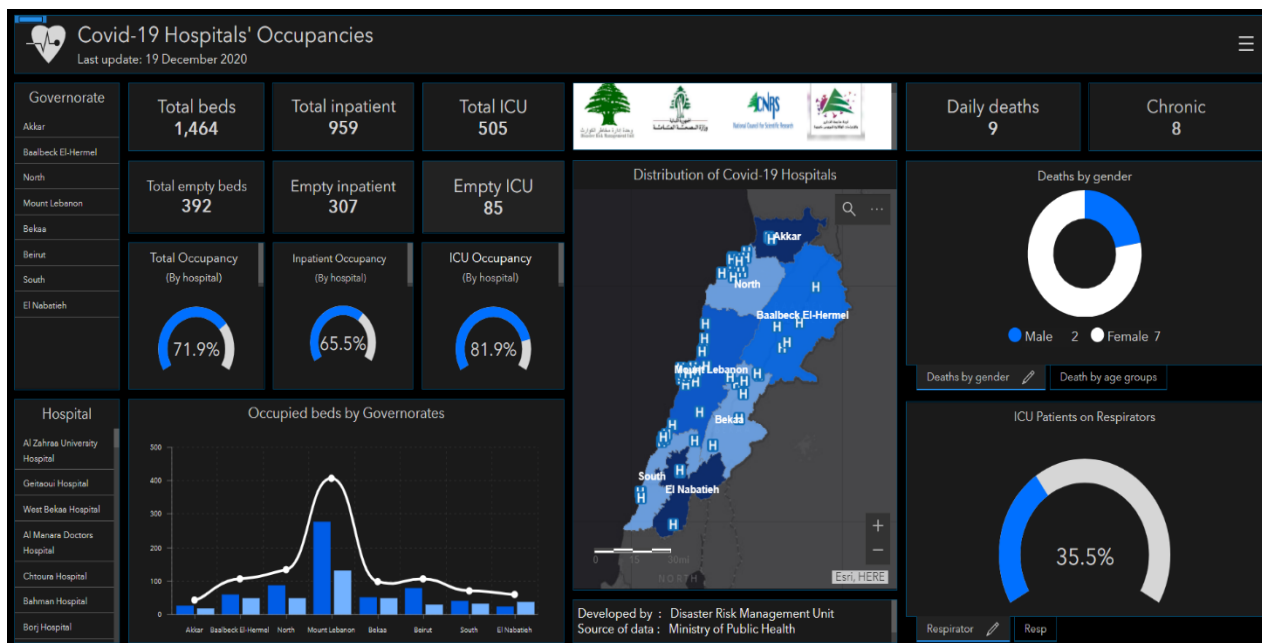 Covid-19 Hospitals' Occupancies
Last update: 19 December 2020
Governorate
Akkar
Baalbeck El-Hermel
North
Mount Lebanon
Bekaa
Beirut
South
El Nabatieh
Total beds
1,464
Total inpatient
959
Total ICU
505
Total empty beds
392
Empty inpatient
307
Empty ICU
85
Total Occupancy
(By hospital)
71.9%
Inpatient Occupancy
(By hospital)
65.5%
ICU Occupancy
(By hospital)
81.9%
CNRS
National Council for Scientific Research
Daily deaths
9
Chronic
8
Distribution of Covid-19 Hospitals
Akkar
North
Baalbeck El-Hermel
Mount Lebanon
Bekaa
South
El Nabatieh
0 15 30mi
NORTH
Esri, HERE
Deaths by gender
Male 2 Female 7
Deaths by gender
Death by age groups
Hospital
Al Zahraa University
Hospital
Geitaoui Hospital
West Bekaa Hospital
Al Manara Doctors
Hospital
Chtoura Hospital
Bahman Hospital
Borj Hospital
Occupied beds by Governorates
500
400
300
200
100
0
Akkar Baalbeck El-Hermel North Mount Lebanon Bekaa Beirut South El Nabatieh
Developed by : Disaster Risk Management Unit
Source of data : Ministry of Public Health
ICU Patients on Respirators
35.5%
Respirator
Resp